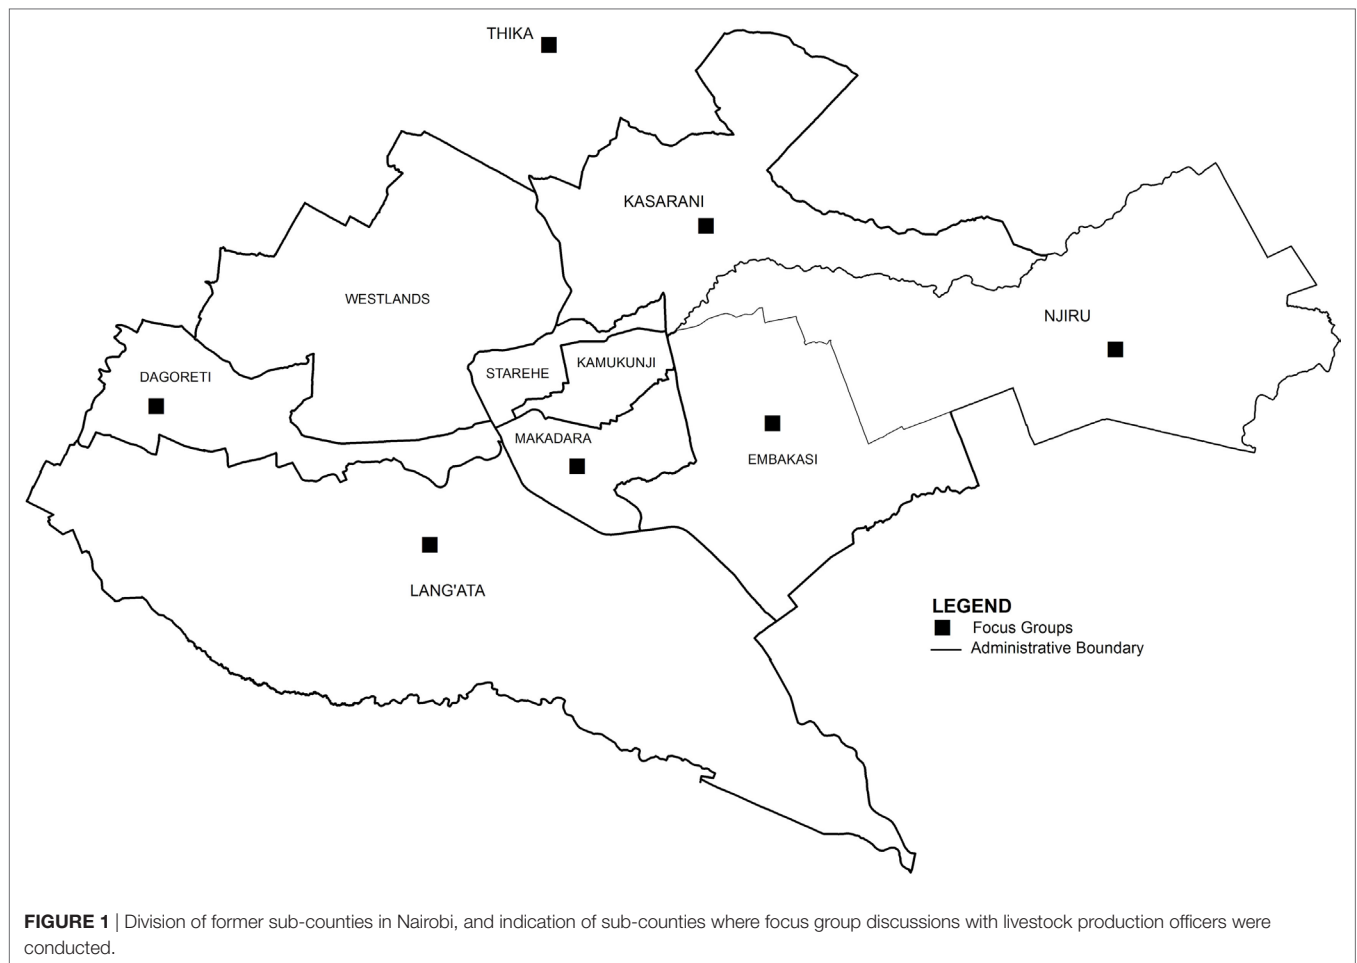 THIKA
KASARANI
WESTLANDS
NJIRU
DAGORETI
STAREHE
KAMUKUNJI
MAKADARA
EMBAKASI
LANG'ATA
LEGEND
Focus Groups
Administrative Boundary
FIGURE 1 | Division of former sub-counties in Nairobi, and indication of sub-counties where focus group discussions with livestock production officers were
conducted.